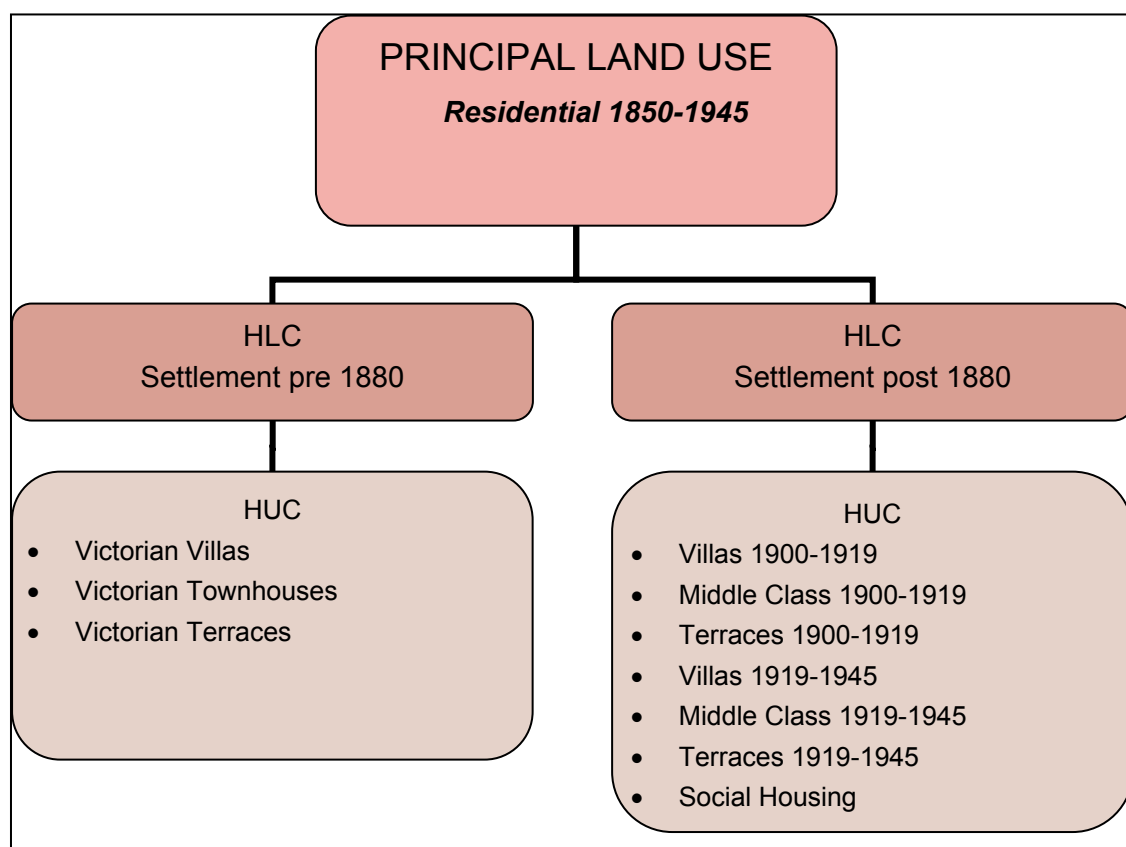 PRINCIPAL LAND USE
Residential 1850-1945
HLC
Settlement pre 1880
HLC
Settlement post 1880
HUC
• Victorian Villas
• Victorian Townhouses
• Victorian Terraces
HUC
• Villas 1900-1919
• Middle Class 1900-1919
• Terraces 1900-1919
• Villas 1919-1945
• Middle Class 1919-1945
• Terraces 1919-1945
• Social Housing